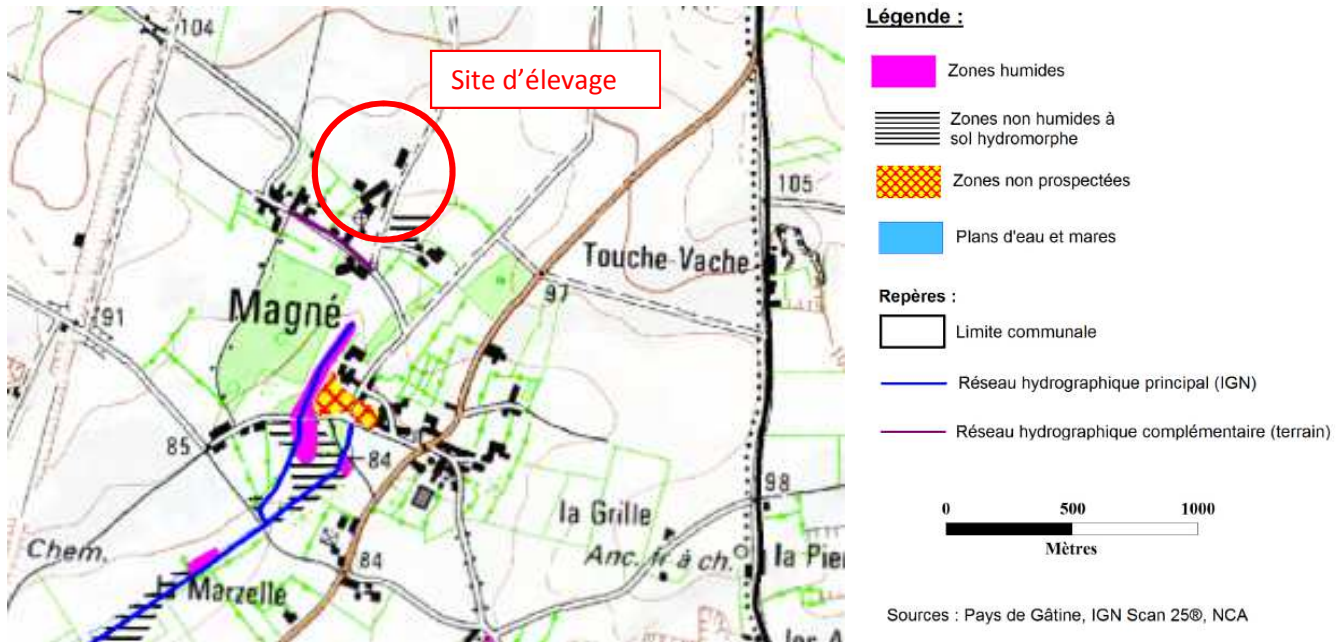 104
Site d'élevage
105
Touche-Vache
Magné
97
91
85
84
la Grille
98
Anc. fr à ch.
la Pier
Chem.
84
Marzelle
Légende :
Zones humides
Zones non humides à
sol hydromorphe
Zones non prospectées
Plans d'eau et mares
Repères :
Limite communale
Réseau hydrographique principal (IGN)
Réseau hydrographique complémentaire (terrain)
0 500 1000
Mètres
Sources : Pays de Gâtine, IGN Scan 25®, NCA